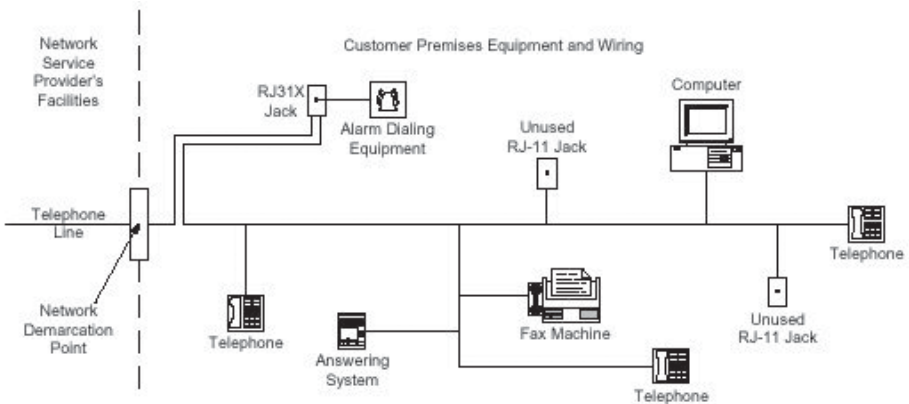 Network
Service
Provider's
Facilities
Customer Premises Equipment and Wiring
RJ31X
Jack
Alarm Dialing
Equipment
Unused
RJ-11 Jack
Computer
Telephone
Line
Telephone
Network
Demarcation
Point
Telephone
Answering
System
Fax Machine
Telephone
Unused
RJ-11 Jack